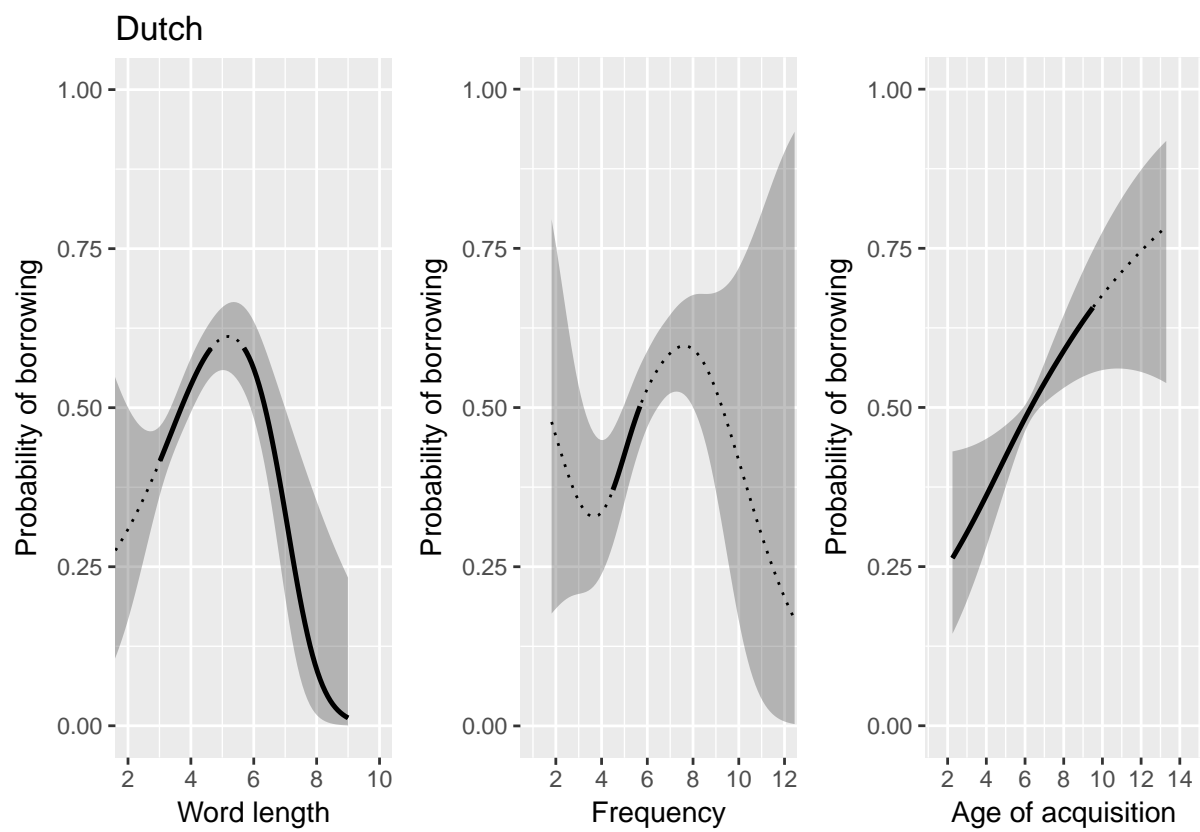 Dutch
Probability of borrowing
1.00
0.75
0.50
0.25
0.00
2 4 6 8 10
Word length
Probability of borrowing
1.00
0.75
0.50
0.25
0.00
2 4 6 8 10 12
Frequency
Probability of borrowing
1.00
0.75
0.50
0.25
0.00
2 4 6 8 10 12 14
Age of acquisition